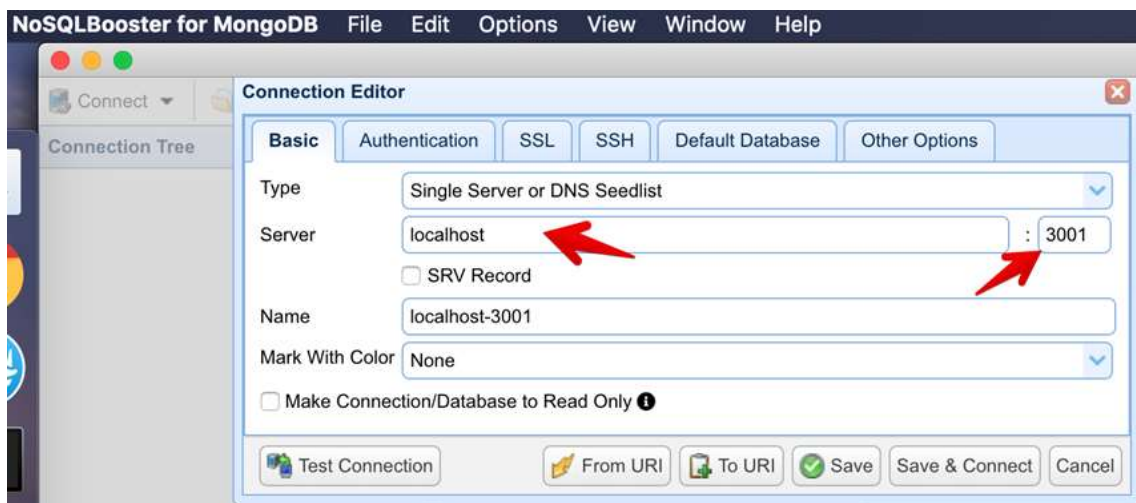 NoSQLBooster for MongoDB File Edit Options View Window Help
Connect
Connection Editor
Connection Tree
Basic Authentication SSL SSH Default Database Other Options
Type Single Server or DNS Seedlist
Server localhost : 3001
SRV Record
Name localhost-3001
Mark With Color None
Make Connection/Database to Read Only
Test Connection From URI To URI Save Save & Connect Cancel